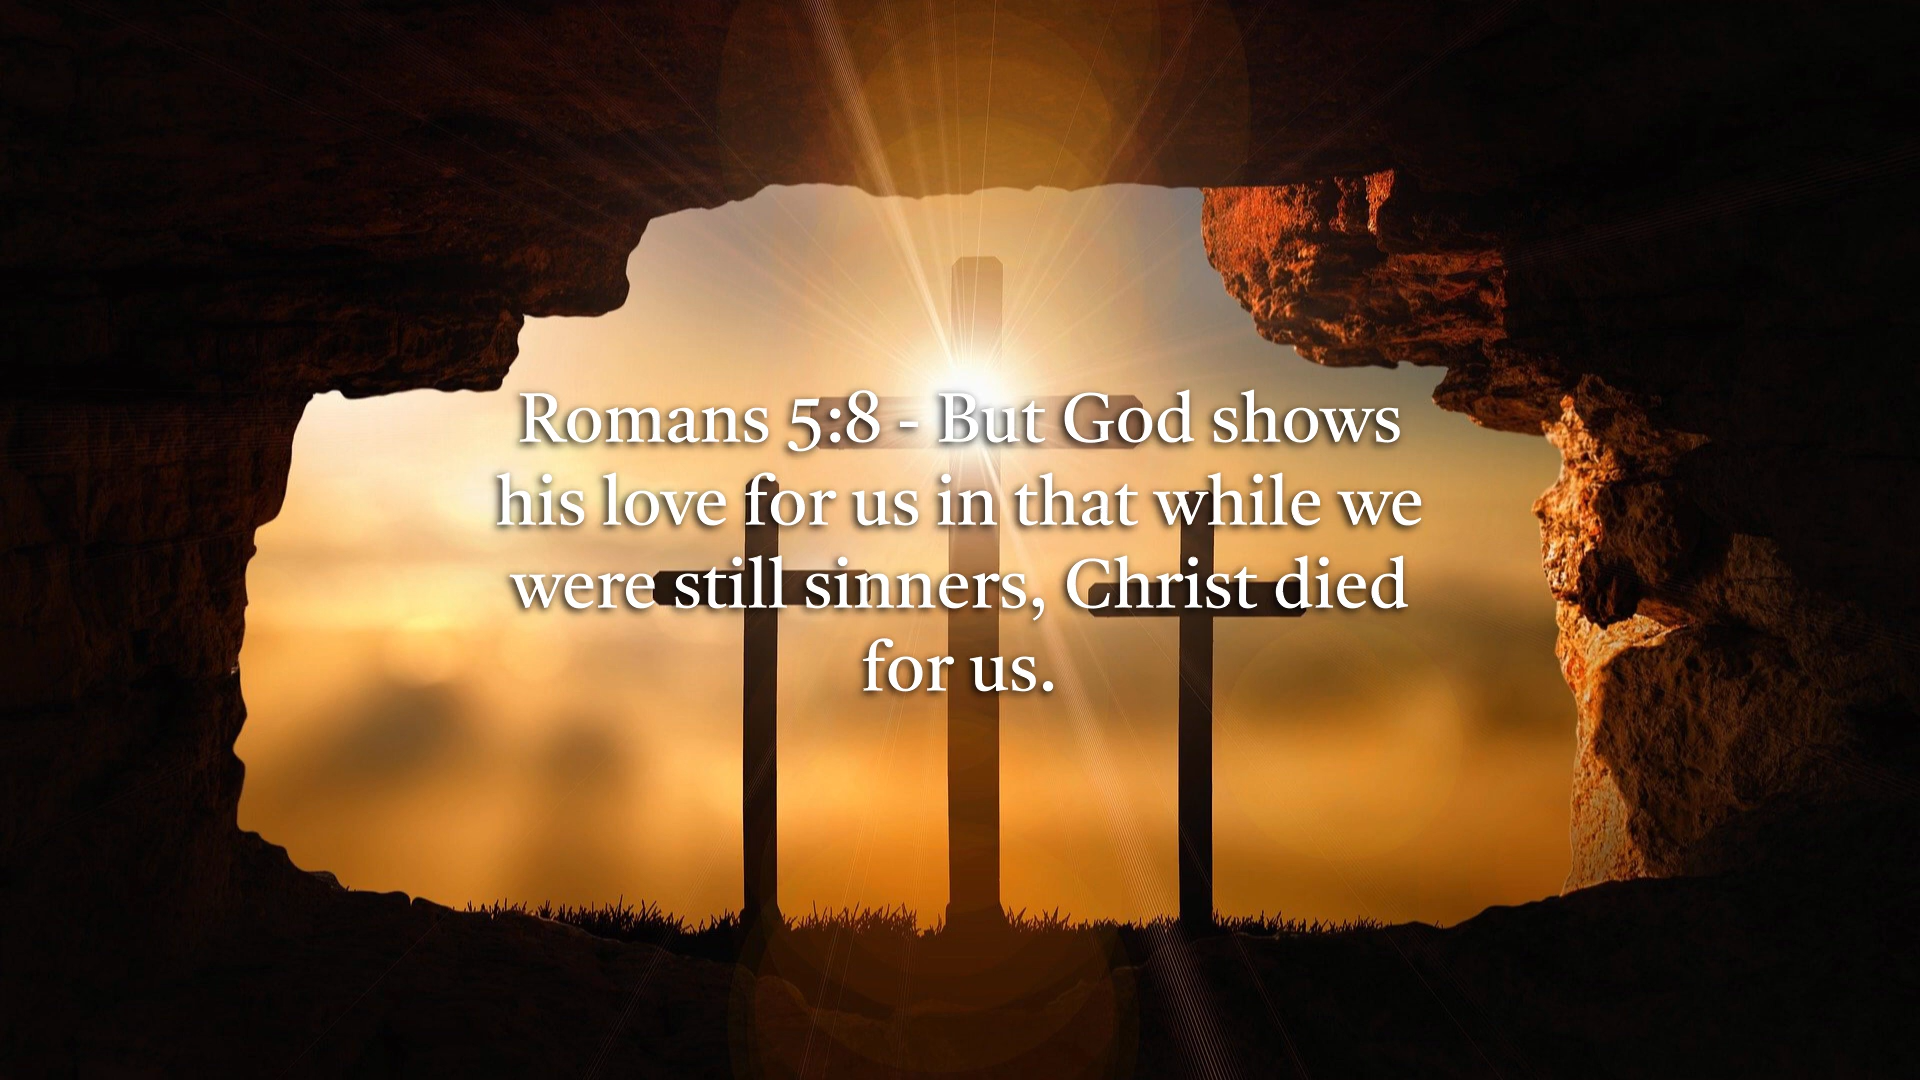 Romans 5:8 - But God shows
his love for us in that while we
were still sinners, Christ died
for us.